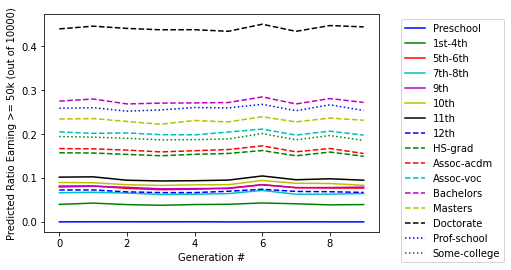 Predicted Ratio Earning >= 50k (out of 10000)
0.4
0.3
0.2
0.1
0.0
0
2
4
6
8
Generation #
Preschool
1st-4th
5th-6th
7th-8th
9th
10th
11th
12th
HS-grad
Assoc-acdm
Assoc-voc
Bachelors
Masters
Doctorate
Prof-school
Some-college